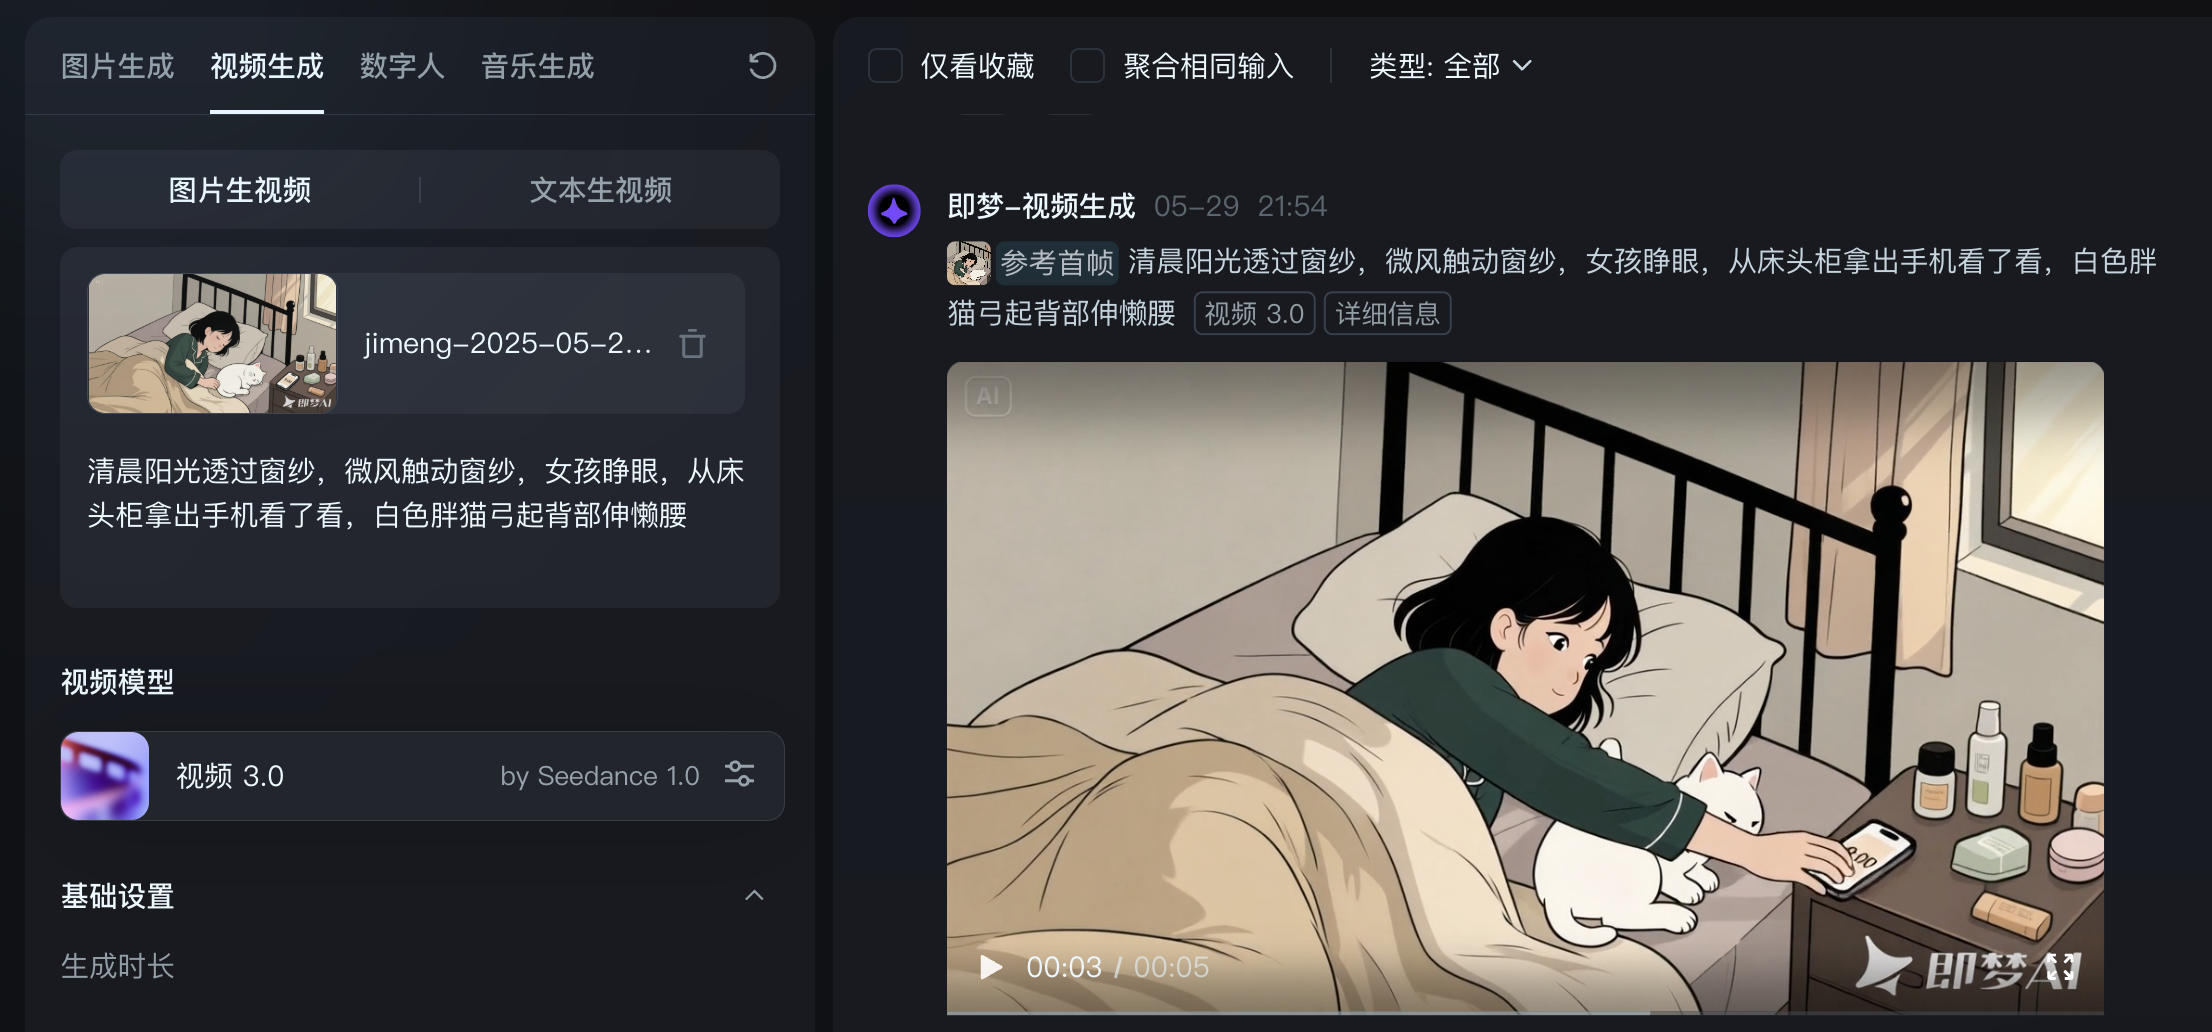 图片生成 视频生成 数字人 音乐生成
图片生视频 文本生视频
即梦AI
jimeng-2025-05-2...
清晨阳光透过窗纱，微风触动窗纱，女孩睁眼，从床
头柜拿出手机看了看，白色胖猫弓起背部伸懒腰
视频模型
视频 3.0 by Seedance 1.0
基础设置
生成时长
仅看收藏 聚合相同输入 类型: 全部
即梦-视频生成 05-29 21:54
参考首帧 清晨阳光透过窗纱，微风触动窗纱，女孩睁眼，从床头柜拿出手机看了看，白色胖
猫弓起背部伸懒腰 视频 3.0 详细信息
AI
00:03 / 00:05
即梦AI